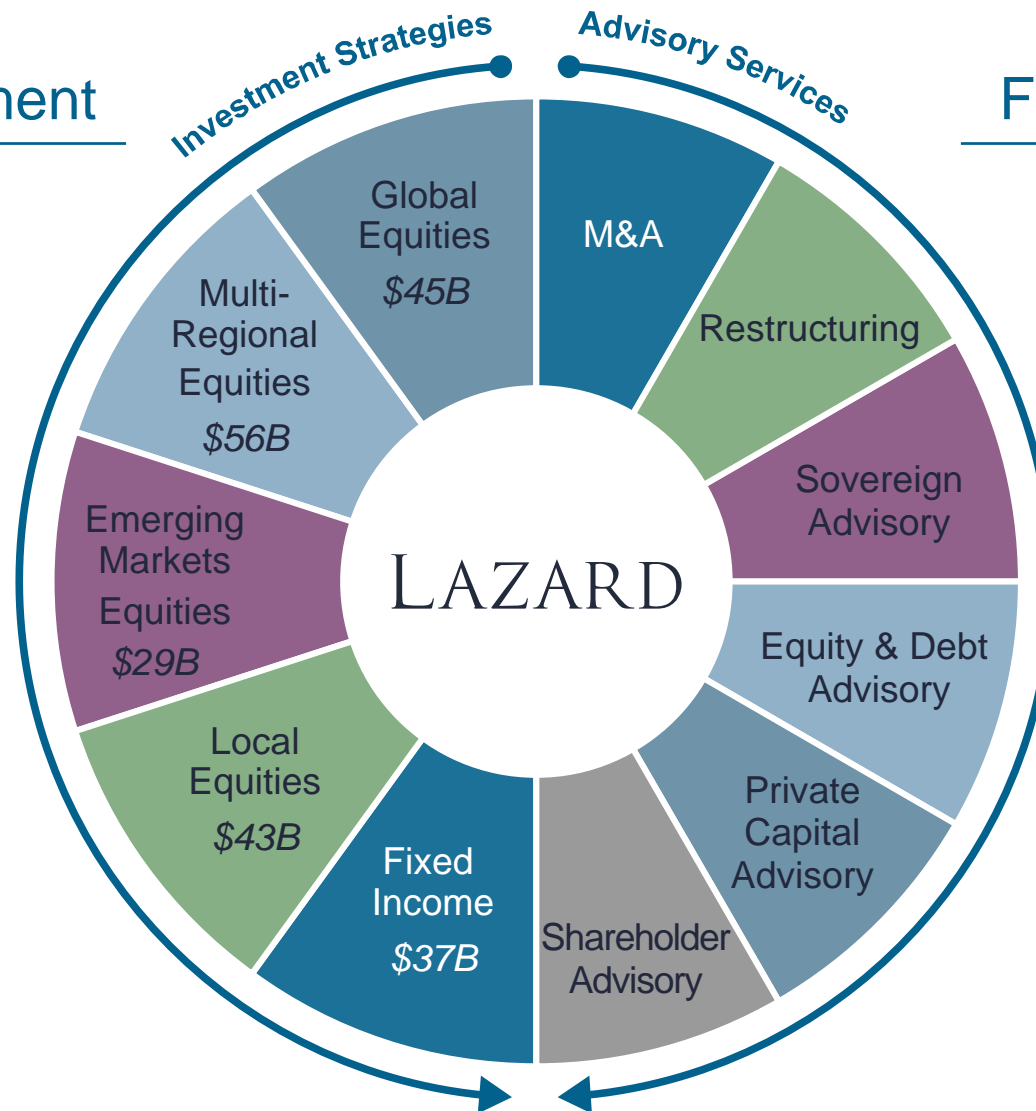 Investment Strategies
Advisory Services
Global
Equities
$45B
Multi-
Regional
Equities
$56B
Emerging
Markets
Equities
$29B
Local
Equities
$43B
Fixed
Income
$37B
M&A
Restructuring
Sovereign
Advisory
Equity & Debt
Advisory
Private
Capital
Advisory
Shareholder
Advisory
LAZARD